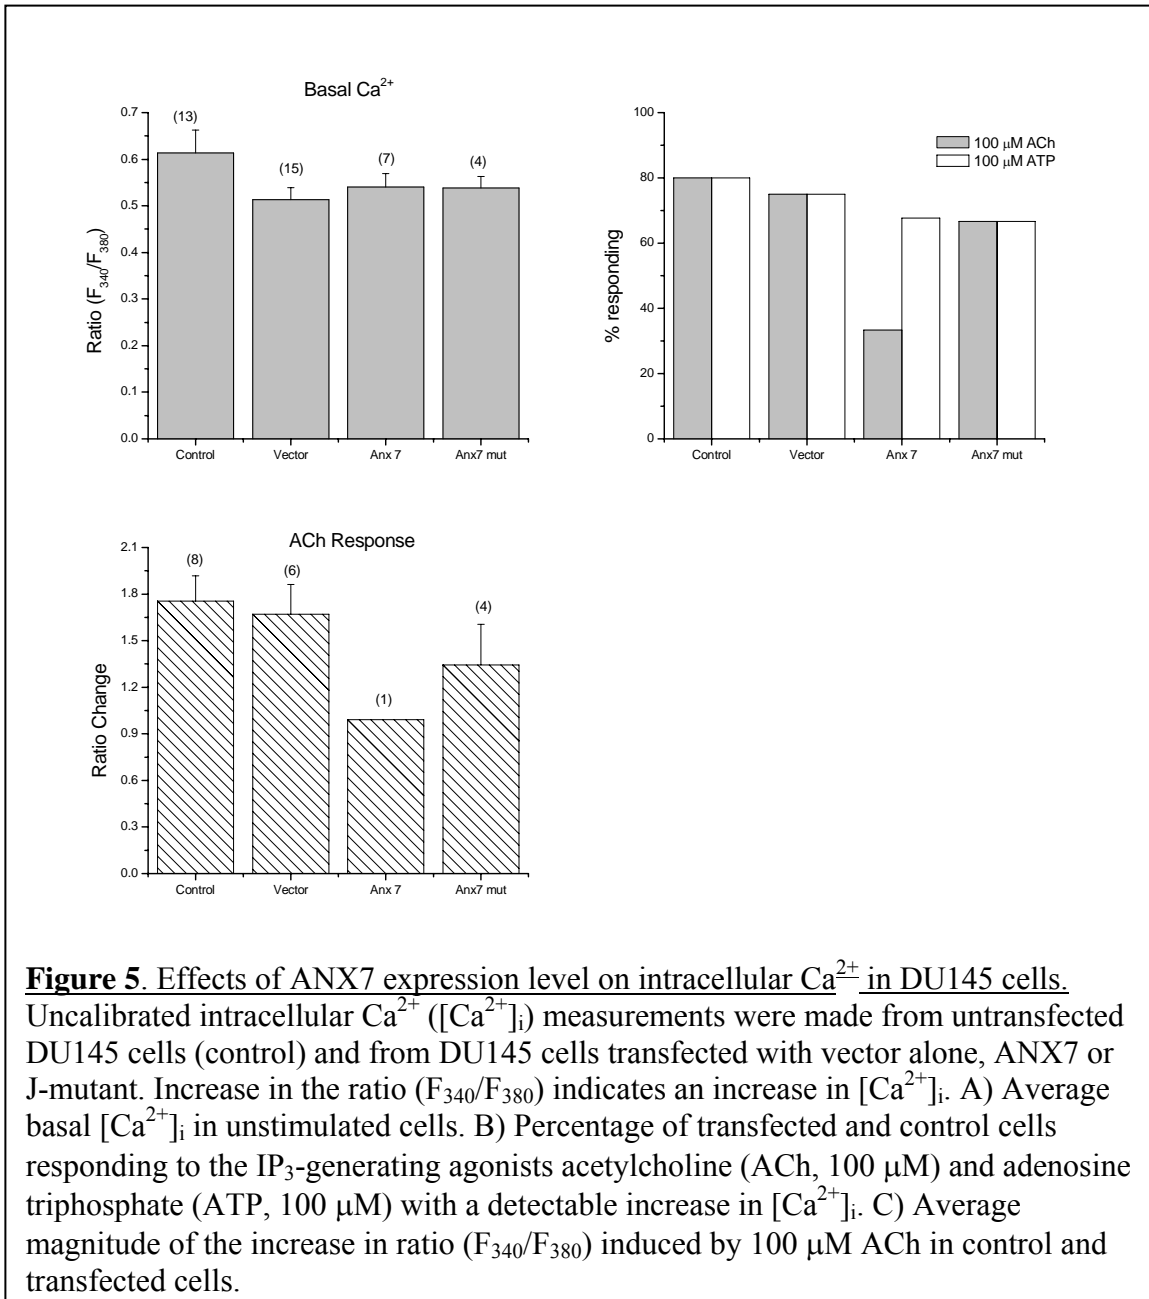 Basal Ca2+
0.7
0.6
0.5
0.4
0.3
0.2
0.1
0.0
Ratio (F340/F380)
(13)
(15)
(7)
(4)
Control
Vector
Anx 7
Anx7 mut
100
80
60
40
20
0
% responding
100 μM ACh
100 μM ATP
Control
Vector
Anx 7
Anx7 mut
ACh Response
2.1
1.8
1.5
1.2
0.9
0.6
0.3
0.0
Ratio Change
(8)
(6)
(1)
(4)
Control
Vector
Anx 7
Anx7 mut
Figure 5. Effects of ANX7 expression level on intracellular Ca2+ in DU145 cells.
Uncalibrated intracellular Ca2+ ([Ca2+]i) measurements were made from untransfected
DU145 cells (control) and from DU145 cells transfected with vector alone, ANX7 or
J-mutant. Increase in the ratio (F340/F380) indicates an increase in [Ca2+]i. A) Average
basal [Ca2+]i in unstimulated cells. B) Percentage of transfected and control cells
responding to the IP3-generating agonists acetylcholine (ACh, 100 μM) and adenosine
triphosphate (ATP, 100 μM) with a detectable increase in [Ca2+]i. C) Average
magnitude of the increase in ratio (F340/F380) induced by 100 μM ACh in control and
transfected cells.